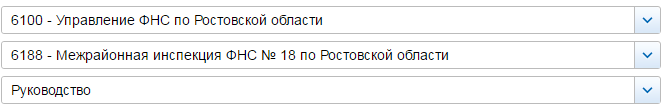 6100 - Управление ФНС по Ростовской области
6188 - Межрайонная инспекция ФНС № 18 по Ростовской области
Руководство